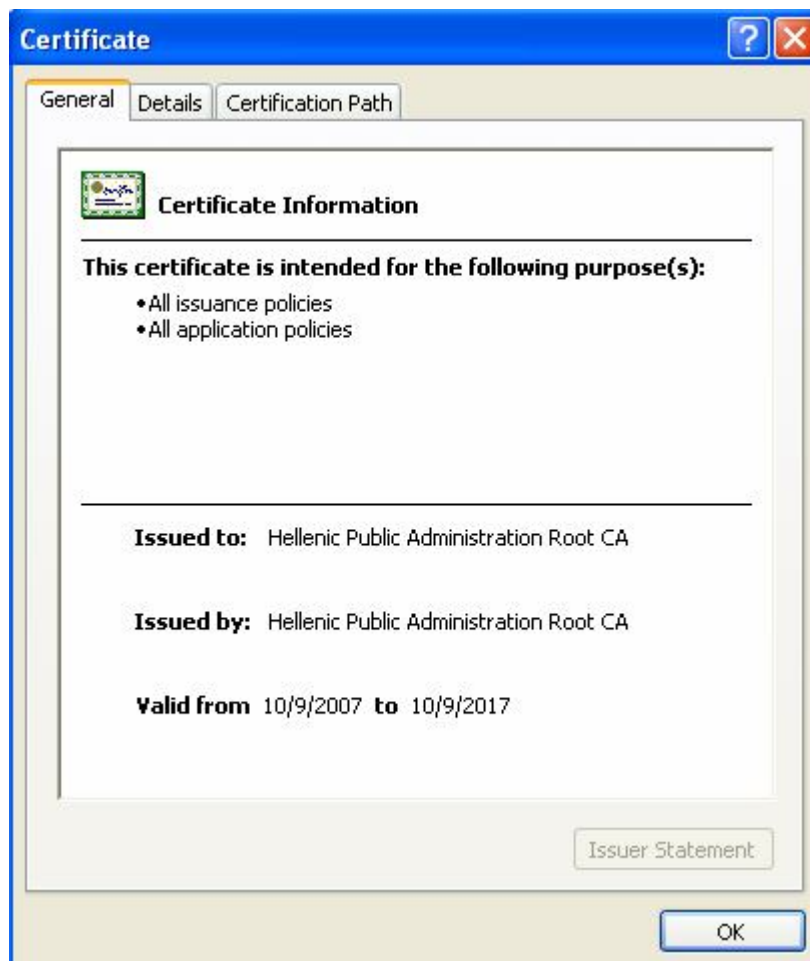 Certificate
General Details Certification Path
Certificate Information
This certificate is intended for the following purpose(s):
•All issuance policies
•All application policies
Issued to: Hellenic Public Administration Root CA
Issued by: Hellenic Public Administration Root CA
Valid from 10/9/2007 to 10/9/2017
Issuer Statement
OK